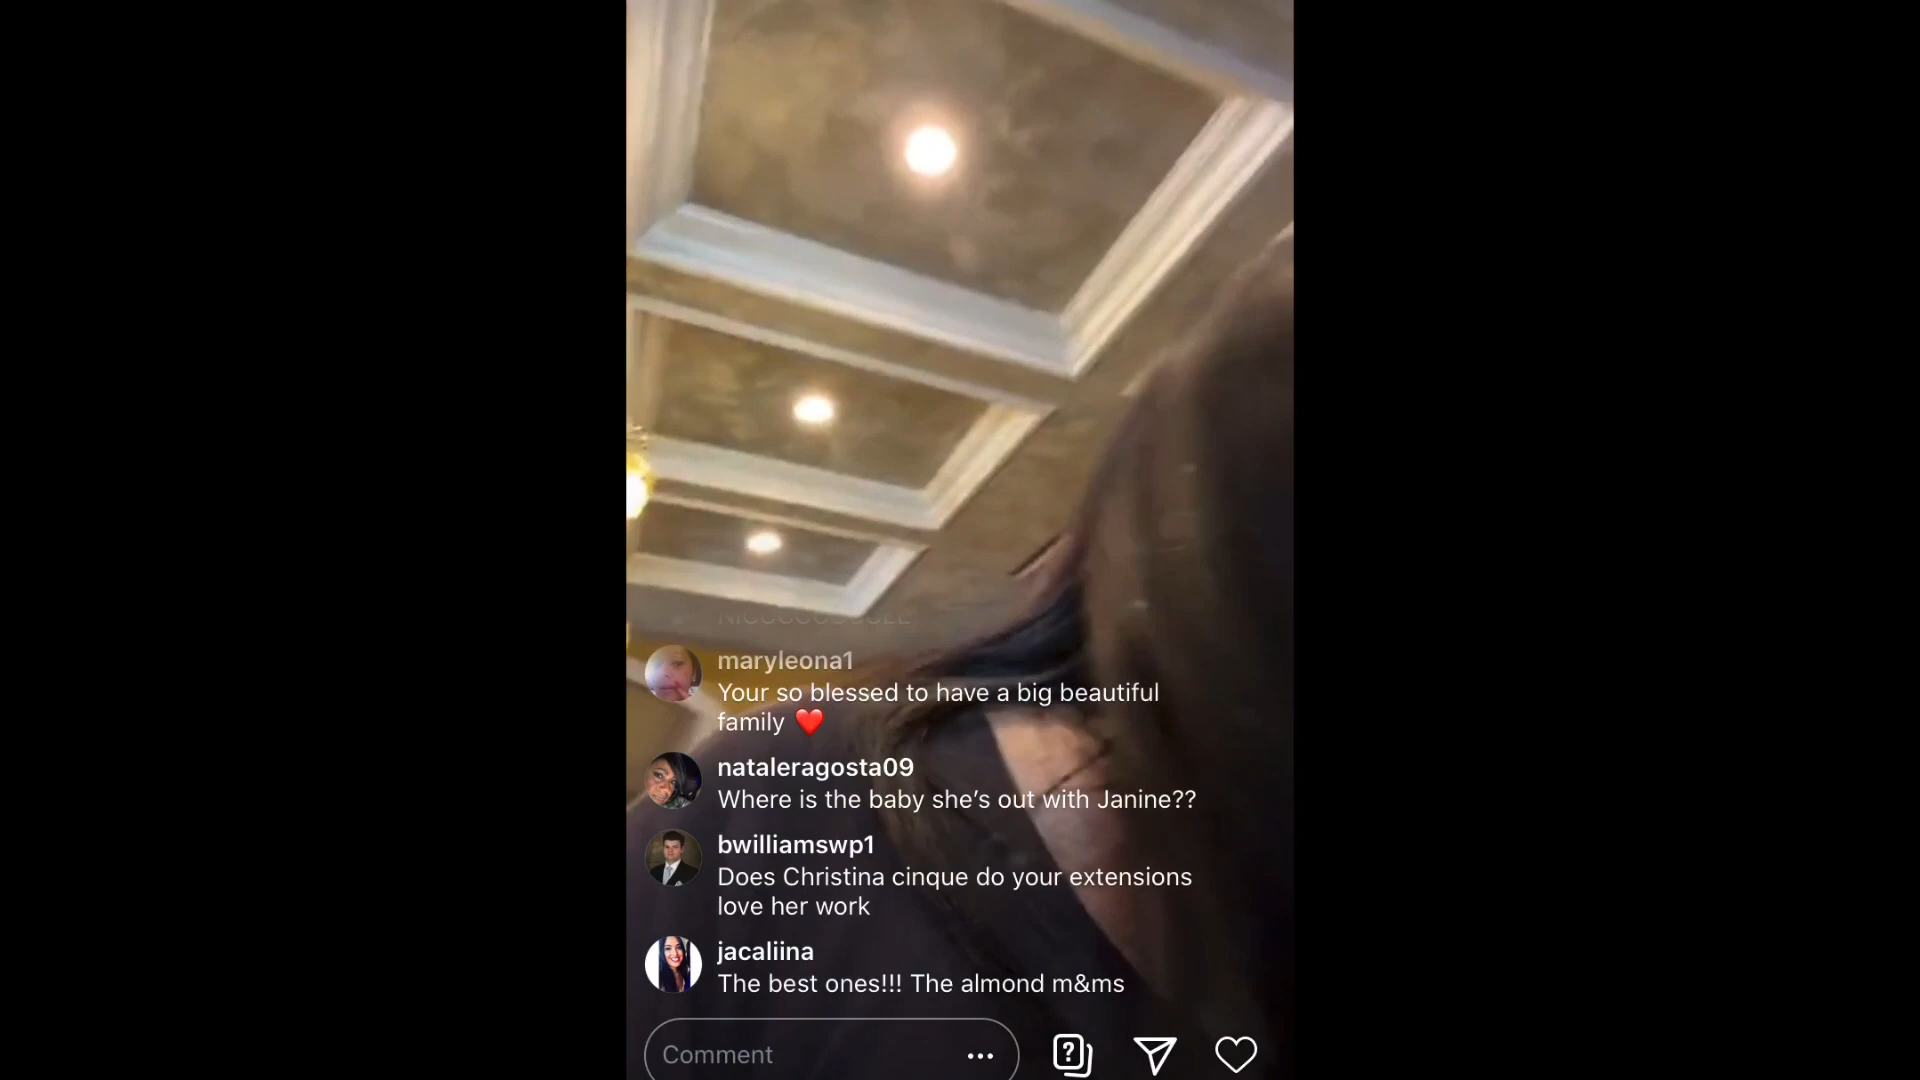 maryleona1
Your so blessed to have a big beautiful
family ❤️
nataleragosta09
Where is the baby she’s out with Janine??
bwilliamswp1
Does Christina cinque do your extensions
love her work
jacaliina
The best ones!!! The almond m&ms
Comment
?